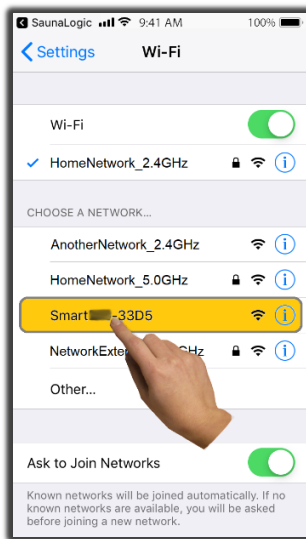 SaunaLogic 9:41 AM 100%
Settings Wi-Fi
Wi-Fi
HomeNetwork_2.4GHz
CHOOSE A NETWORK...
AnotherNetwork_2.4GHz
HomeNetwork_5.0GHz
Smart -33D5
GHz
Other...
Ask to Join Networks
Known networks will be joined automatically. If no
known networks are available, you will be asked
before joining a new network.